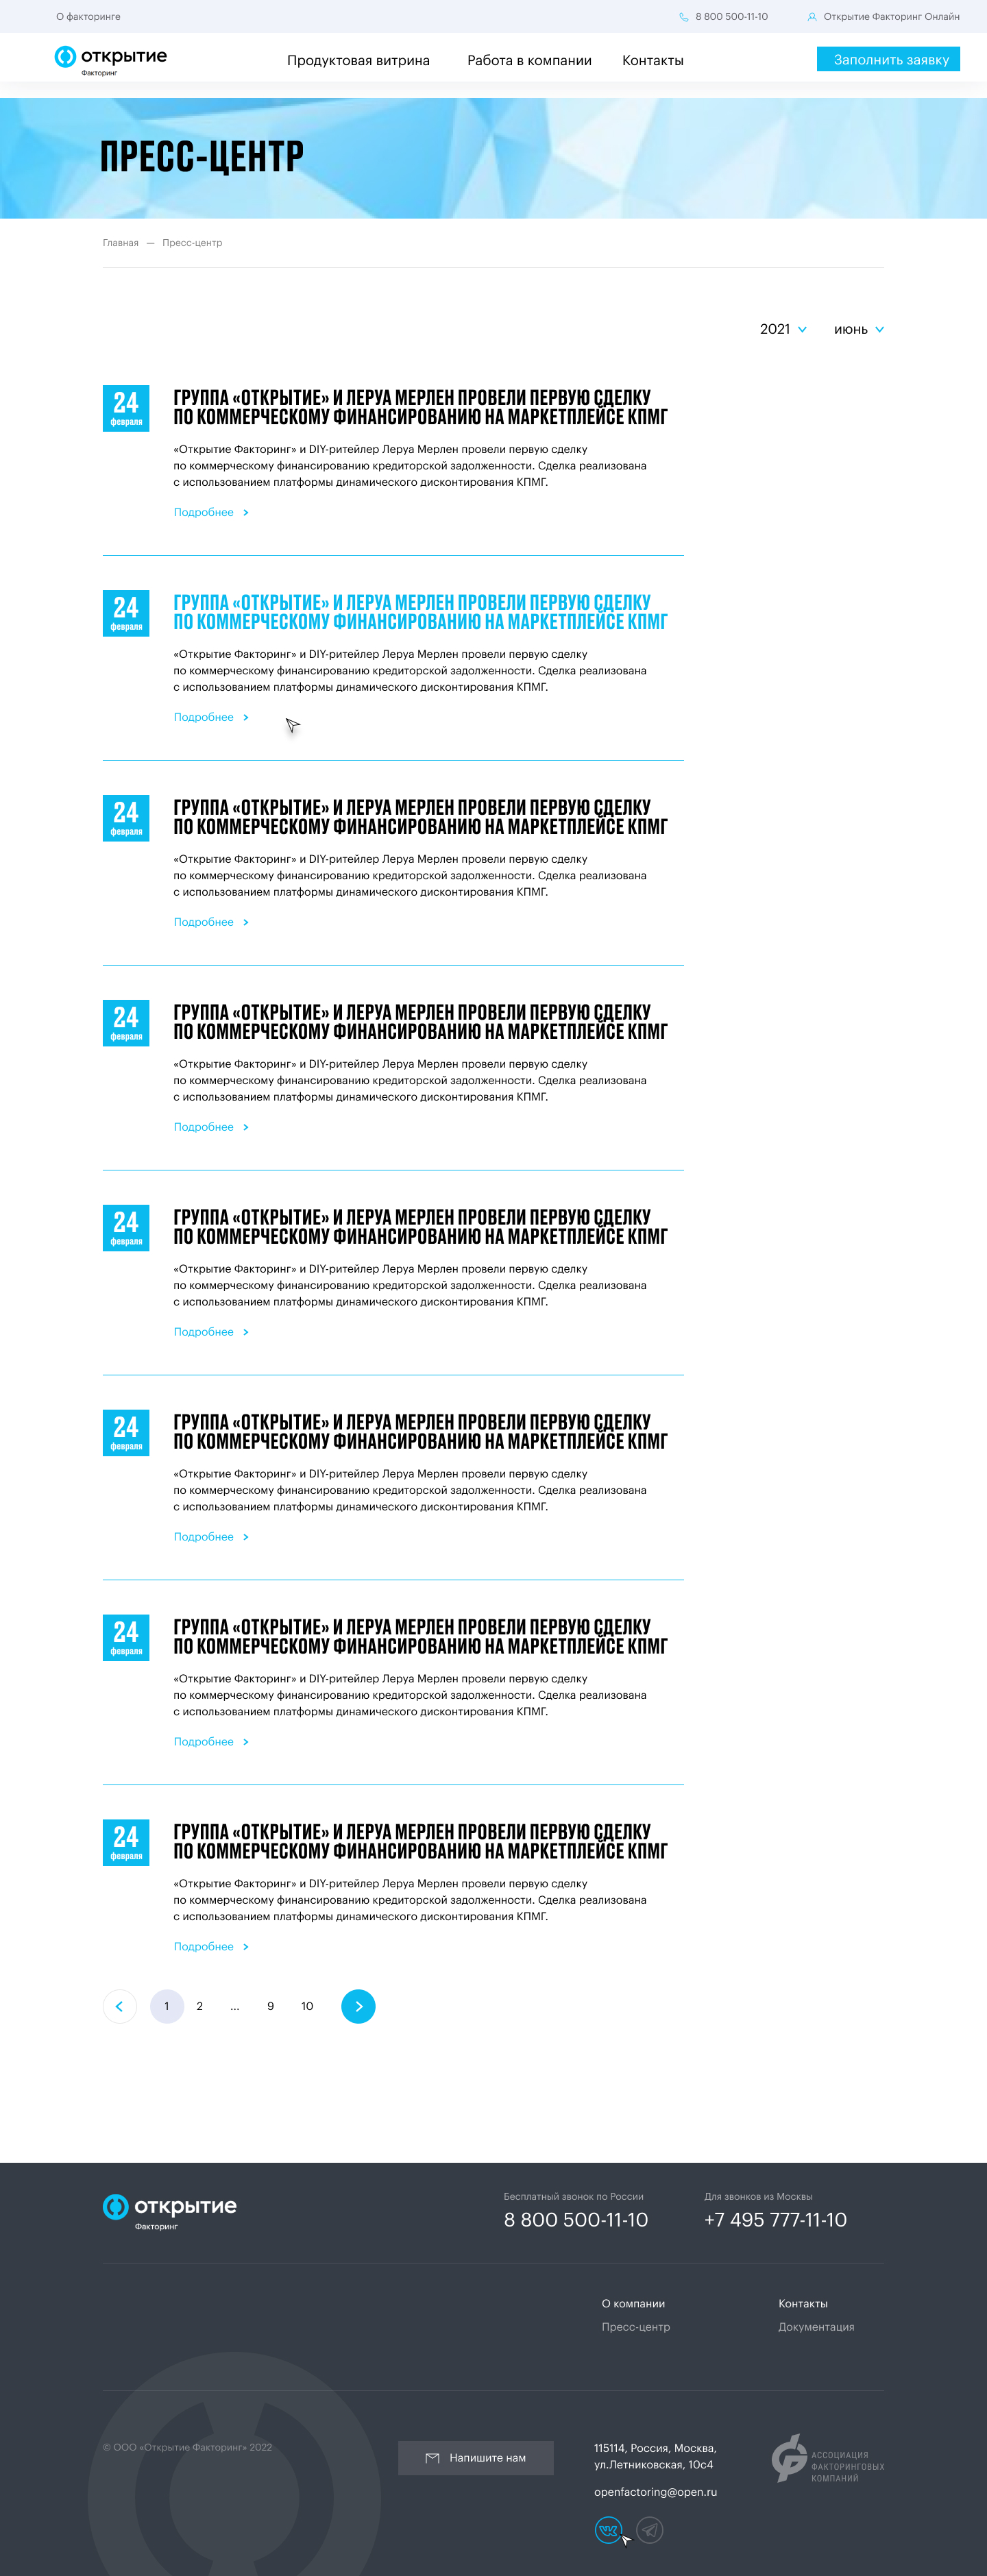 О факторинге
8 800 500-11-10
Открытие Факторинг Онлайн
открытие
Факторинг
Продуктовая витрина
Работа в компании
Контакты
Заполнить заявку
ПРЕСС-ЦЕНТР
Главная — Пресс-центр
2021
июнь
24
февраля
ГРУППА «ОТКРЫТИЕ» И ЛЕРУА МЕРЛЕН ПРОВЕЛИ ПЕРВУЮ СДЕЛКУ
ПО КОММЕРЧЕСКОМУ ФИНАНСИРОВАНИЮ НА МАРКЕТПЛЕЙСЕ КПМГ
«Открытие Факторинг» и DIY-ритейлер Леруа Мерлен провели первую сделку
по коммерческому финансированию кредиторской задолженности. Сделка реализована
с использованием платформы динамического дисконтирования КПМГ.
Подробнее
24
февраля
ГРУППА «ОТКРЫТИЕ» И ЛЕРУА МЕРЛЕН ПРОВЕЛИ ПЕРВУЮ СДЕЛКУ
ПО КОММЕРЧЕСКОМУ ФИНАНСИРОВАНИЮ НА МАРКЕТПЛЕЙСЕ КПМГ
«Открытие Факторинг» и DIY-ритейлер Леруа Мерлен провели первую сделку
по коммерческому финансированию кредиторской задолженности. Сделка реализована
с использованием платформы динамического дисконтирования КПМГ.
Подробнее
24
февраля
ГРУППА «ОТКРЫТИЕ» И ЛЕРУА МЕРЛЕН ПРОВЕЛИ ПЕРВУЮ СДЕЛКУ
ПО КОММЕРЧЕСКОМУ ФИНАНСИРОВАНИЮ НА МАРКЕТПЛЕЙСЕ КПМГ
«Открытие Факторинг» и DIY-ритейлер Леруа Мерлен провели первую сделку
по коммерческому финансированию кредиторской задолженности. Сделка реализована
с использованием платформы динамического дисконтирования КПМГ.
Подробнее
24
февраля
ГРУППА «ОТКРЫТИЕ» И ЛЕРУА МЕРЛЕН ПРОВЕЛИ ПЕРВУЮ СДЕЛКУ
ПО КОММЕРЧЕСКОМУ ФИНАНСИРОВАНИЮ НА МАРКЕТПЛЕЙСЕ КПМГ
«Открытие Факторинг» и DIY-ритейлер Леруа Мерлен провели первую сделку
по коммерческому финансированию кредиторской задолженности. Сделка реализована
с использованием платформы динамического дисконтирования КПМГ.
Подробнее
24
февраля
ГРУППА «ОТКРЫТИЕ» И ЛЕРУА МЕРЛЕН ПРОВЕЛИ ПЕРВУЮ СДЕЛКУ
ПО КОММЕРЧЕСКОМУ ФИНАНСИРОВАНИЮ НА МАРКЕТПЛЕЙСЕ КПМГ
«Открытие Факторинг» и DIY-ритейлер Леруа Мерлен провели первую сделку
по коммерческому финансированию кредиторской задолженности. Сделка реализована
с использованием платформы динамического дисконтирования КПМГ.
Подробнее
24
февраля
ГРУППА «ОТКРЫТИЕ» И ЛЕРУА МЕРЛЕН ПРОВЕЛИ ПЕРВУЮ СДЕЛКУ
ПО КОММЕРЧЕСКОМУ ФИНАНСИРОВАНИЮ НА МАРКЕТПЛЕЙСЕ КПМГ
«Открытие Факторинг» и DIY-ритейлер Леруа Мерлен провели первую сделку
по коммерческому финансированию кредиторской задолженности. Сделка реализована
с использованием платформы динамического дисконтирования КПМГ.
Подробнее
24
февраля
ГРУППА «ОТКРЫТИЕ» И ЛЕРУА МЕРЛЕН ПРОВЕЛИ ПЕРВУЮ СДЕЛКУ
ПО КОММЕРЧЕСКОМУ ФИНАНСИРОВАНИЮ НА МАРКЕТПЛЕЙСЕ КПМГ
«Открытие Факторинг» и DIY-ритейлер Леруа Мерлен провели первую сделку
по коммерческому финансированию кредиторской задолженности. Сделка реализована
с использованием платформы динамического дисконтирования КПМГ.
Подробнее
24
февраля
ГРУППА «ОТКРЫТИЕ» И ЛЕРУА МЕРЛЕН ПРОВЕЛИ ПЕРВУЮ СДЕЛКУ
ПО КОММЕРЧЕСКОМУ ФИНАНСИРОВАНИЮ НА МАРКЕТПЛЕЙСЕ КПМГ
«Открытие Факторинг» и DIY-ритейлер Леруа Мерлен провели первую сделку
по коммерческому финансированию кредиторской задолженности. Сделка реализована
с использованием платформы динамического дисконтирования КПМГ.
Подробнее
1 2 ... 9 10
открытие
Факторинг
Бесплатный звонок по России
8 800 500-11-10
Для звонков из Москвы
+7 495 777-11-10
О компании
Пресс-центр
Контакты
Документация
© ООО «Открытие Факторинг» 2022
Напишите нам
115114, Россия, Москва,
ул.Летниковская, 10с4
openfactoring@open.ru
АССОЦИАЦИЯ
ФАКТОРИНГОВЫХ
КОМПАНИЙ